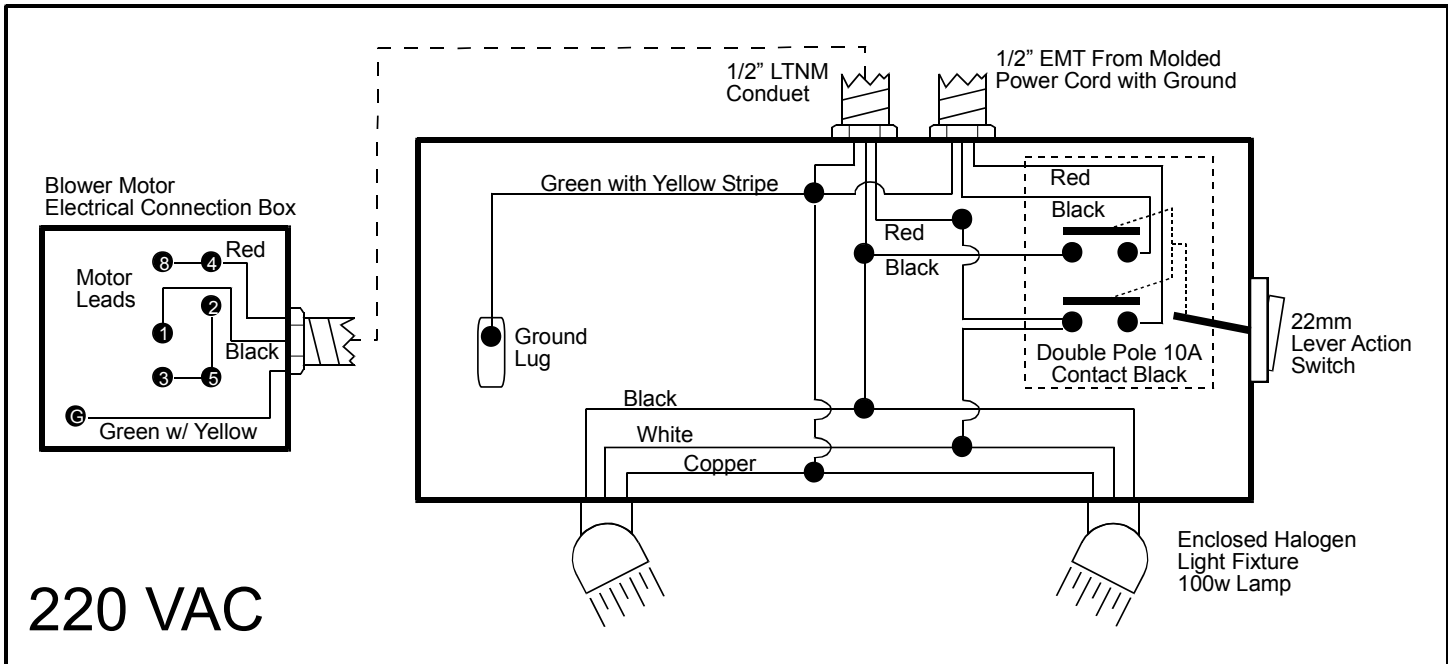 1/2” LTNM
Conduet
1/2” EMT From Molded
Power Cord with Ground
Blower Motor
Electrical Connection Box
Motor
Leads
8
4
Red
2
1
Black
3
5
G
Green w/ Yellow
Green with Yellow Stripe
Red
Black
Red
Black
Ground
Lug
Double Pole 10A
Contact Black
22mm
Lever Action
Switch
Black
White
Copper
Enclosed Halogen
Light Fixture
100w Lamp
220 VAC